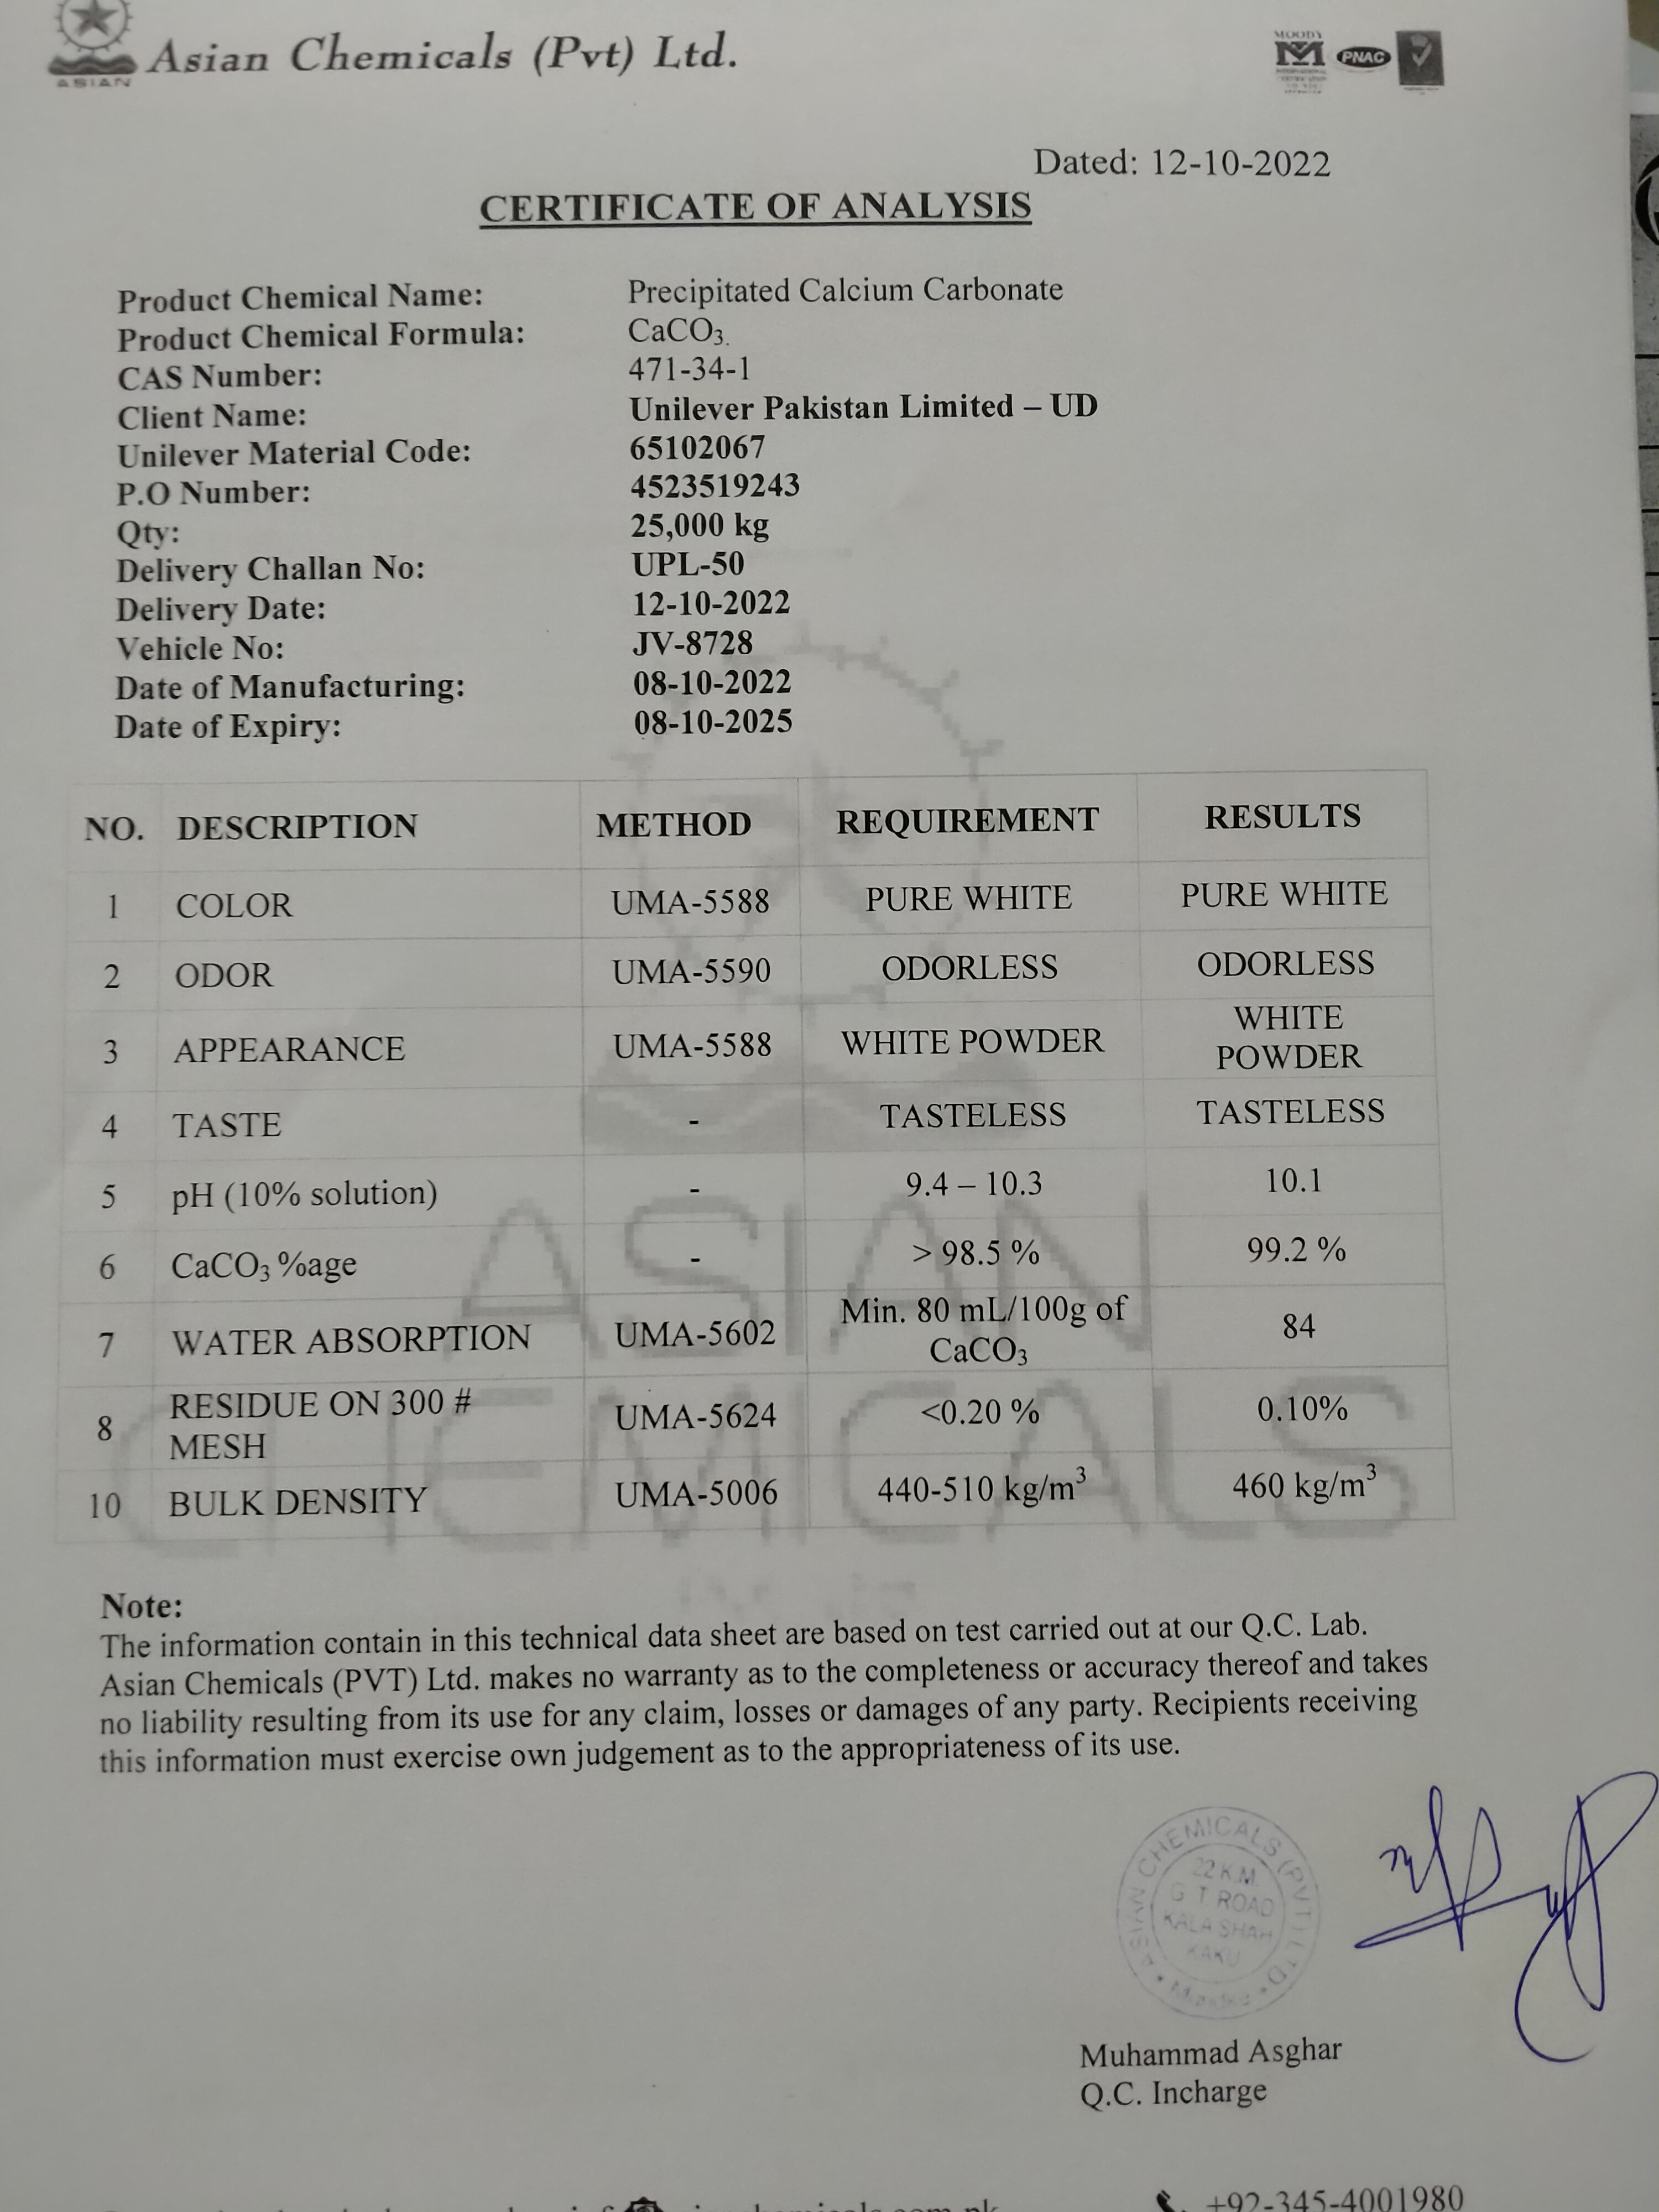 ASIAN
Asian Chemicals (Pvt) Ltd.
MOODY
PNAC
Dated: 12-10-2022
CERTIFICATE OF ANALYSIS
Product Chemical Name: Precipitated Calcium Carbonate
Product Chemical Formula: CaCO3.
CAS Number: 471-34-1
Client Name: Unilever Pakistan Limited – UD
Unilever Material Code: 65102067
P.O Number: 4523519243
Qty: 25,000 kg
Delivery Challan No: UPL-50
Delivery Date: 12-10-2022
Vehicle No: JV-8728
Date of Manufacturing: 08-10-2022
Date of Expiry: 08-10-2025
NO. DESCRIPTION METHOD REQUIREMENT RESULTS
1 COLOR UMA-5588 PURE WHITE PURE WHITE
2 ODOR UMA-5590 ODORLESS ODORLESS
3 APPEARANCE UMA-5588 WHITE POWDER WHITE POWDER
4 TASTE - TASTELESS TASTELESS
5 pH (10% solution) - 9.4 – 10.3 10.1
6 CaCO3 %age - > 98.5 % 99.2 %
7 WATER ABSORPTION UMA-5602 Min. 80 mL/100g of CaCO3 84
8 RESIDUE ON 300 # MESH UMA-5624 <0.20 % 0.10%
10 BULK DENSITY UMA-5006 440-510 kg/m³ 460 kg/m³
ASIAN
CHEMICALS
Note:
The information contain in this technical data sheet are based on test carried out at our Q.C. Lab.
Asian Chemicals (PVT) Ltd. makes no warranty as to the completeness or accuracy thereof and takes
no liability resulting from its use for any claim, losses or damages of any party. Recipients receiving
this information must exercise own judgement as to the appropriateness of its use.
ASIAN CHEMICALS (PVT) LTD
22 K.M.
G T ROAD
KALA SHAH
KAKU
Muhammad Asghar
Q.C. Incharge
+92-345-4001980